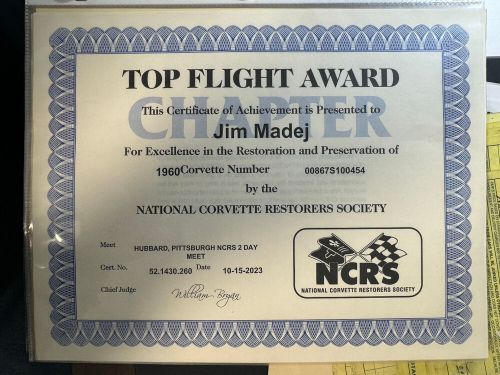 TOP FLIGHT AWARD
CHAPTER
This Certificate of Achievement is Presented to
Jim Madej
For Excellence in the Restoration and Preservation of
1960 Corvette Number 00867S100454
by the
NATIONAL CORVETTE RESTORERS SOCIETY
Meet HUBBARD, PITTSBURGH NCRS 2 DAY
MEET
Cert. No. 52.1430.260 Date 10-15-2023
Chief Judge William Bryan
NCRS
NATIONAL CORVETTE RESTORERS SOCIETY